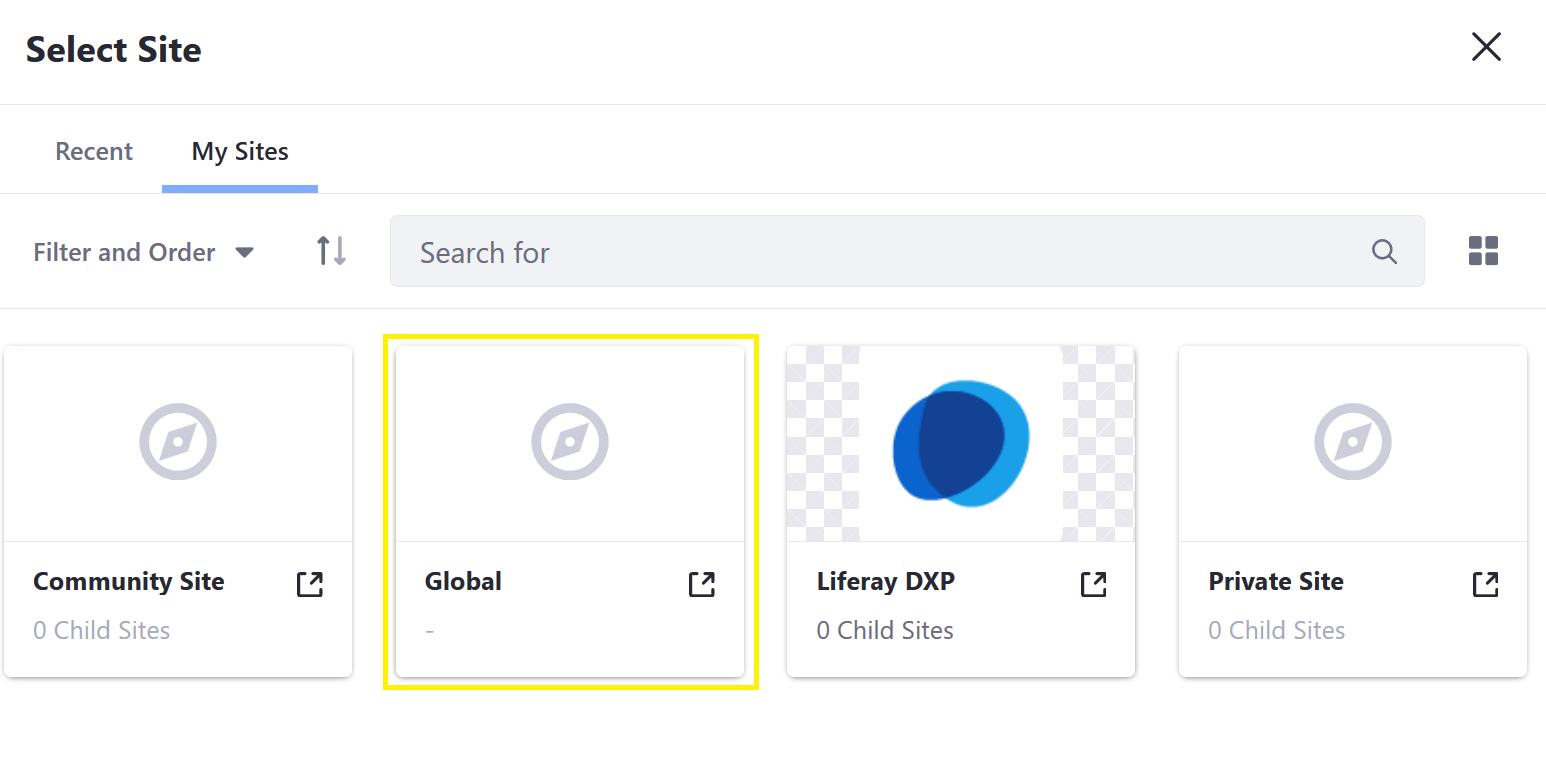 Select Site
Recent
My Sites
Filter and Order
Search for
Community Site
0 Child Sites
Global
-
Liferay DXP
0 Child Sites
Private Site
0 Child Sites